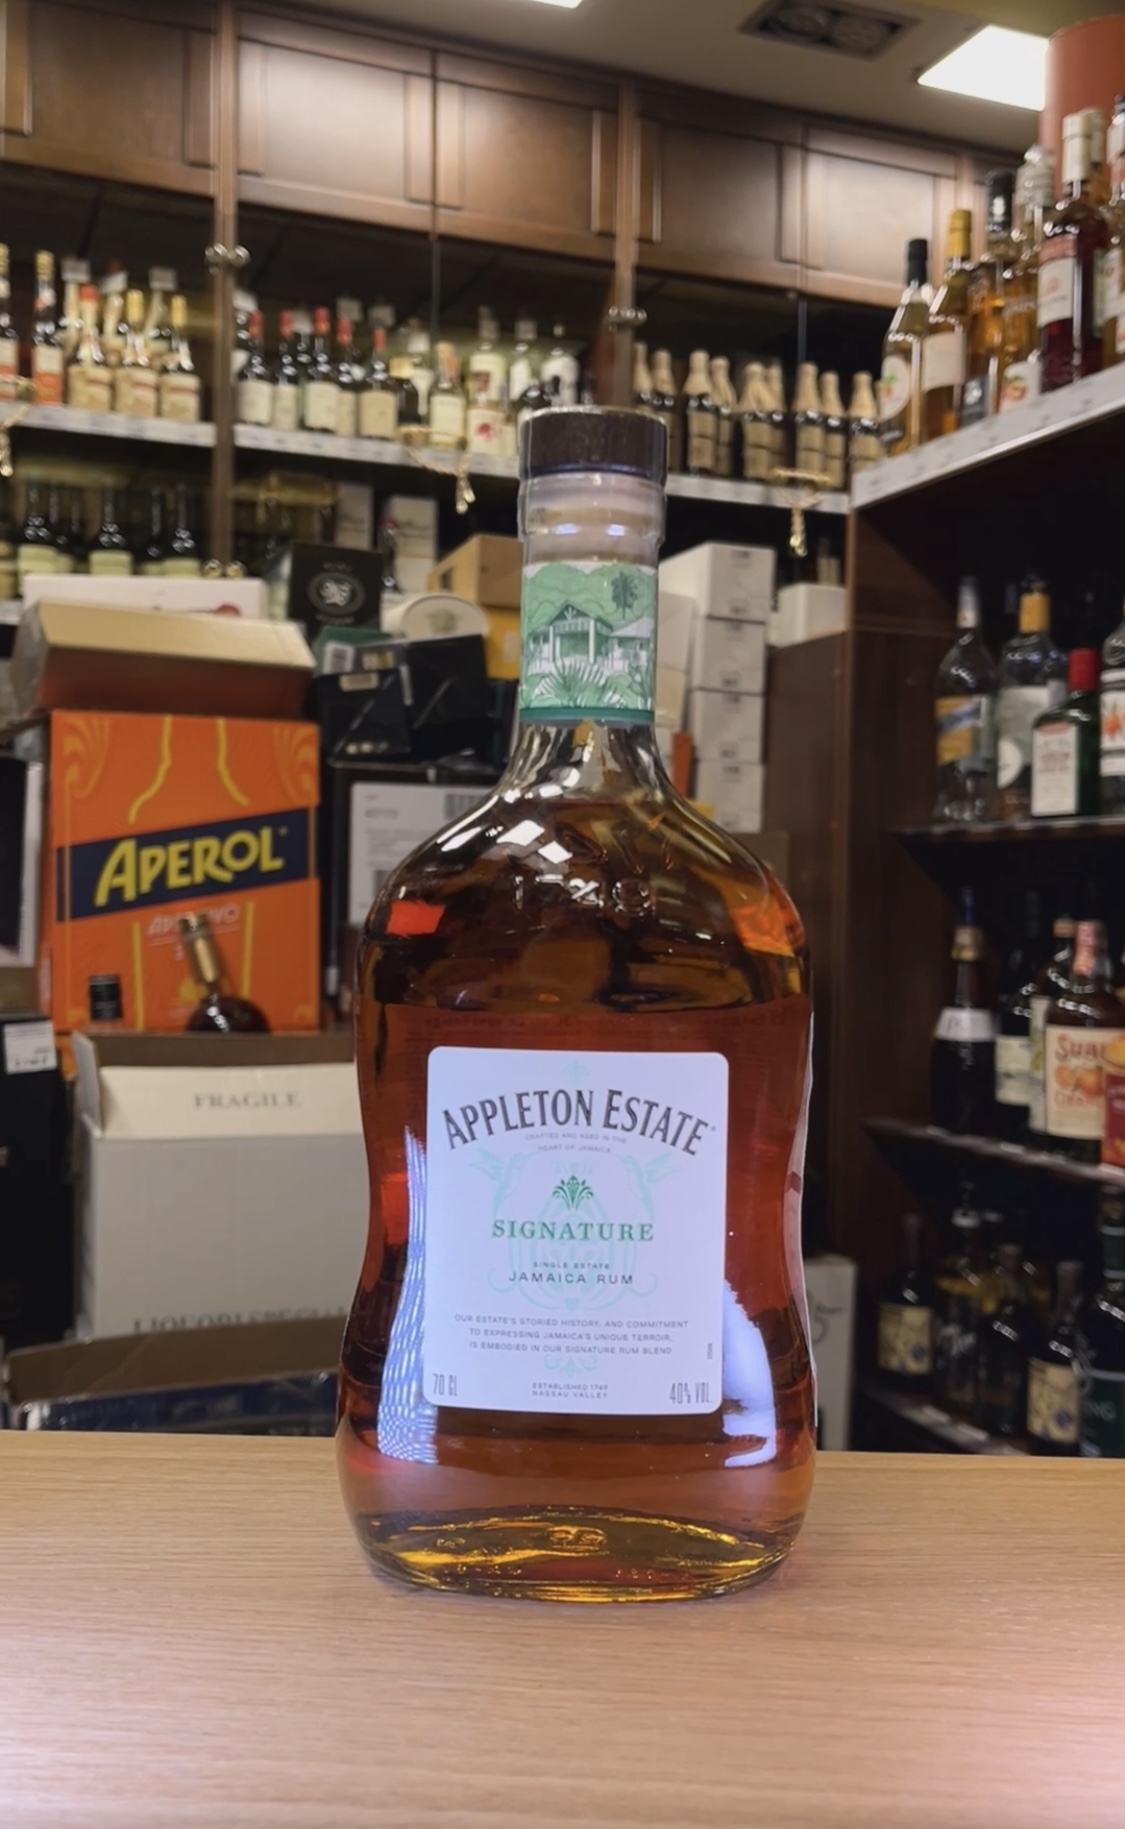 1749
APPLETON ESTATE®
CRAFTED AND AGED IN THE
HEART OF JAMAICA
SIGNATURE
SINGLE ESTATE
JAMAICA RUM
OUR ESTATE'S STORIED HISTORY, AND COMMITMENT
TO EXPRESSING JAMAICA'S UNIQUE TERROIR,
IS EMBODIED IN OUR SIGNATURE RUM BLEND
70 CL
ESTABLISHED 1749
NASSAU VALLEY
40% VOL.
APEROL
FRAGILE